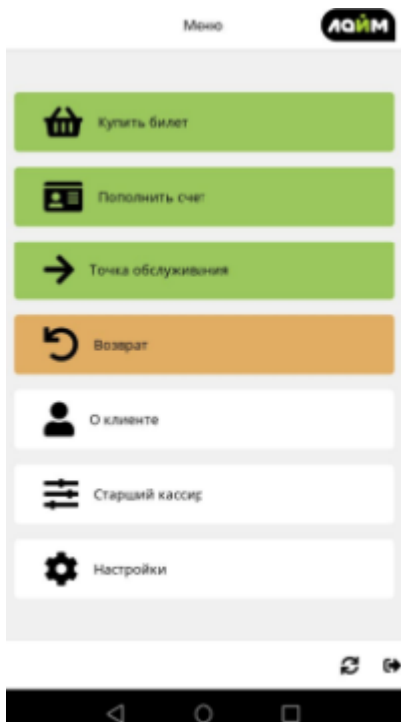 Меню
лайм
Купить билет
Пополнить счет
Точка обслуживания
Возврат
О клиенте
Старший кассир
Настройки